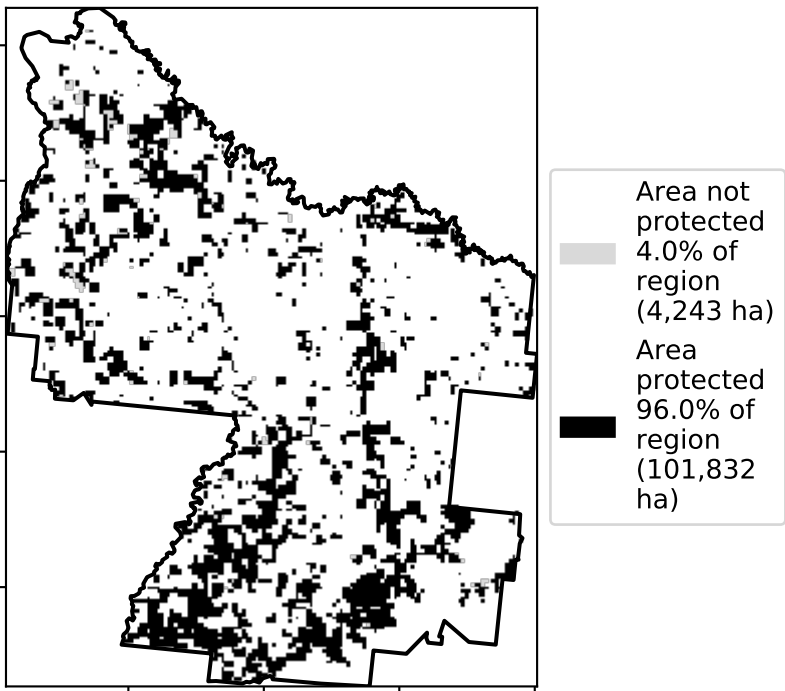 Area not
protected
4.0% of
region
(4,243 ha)
Area
protected
96.0% of
region
(101,832
ha)